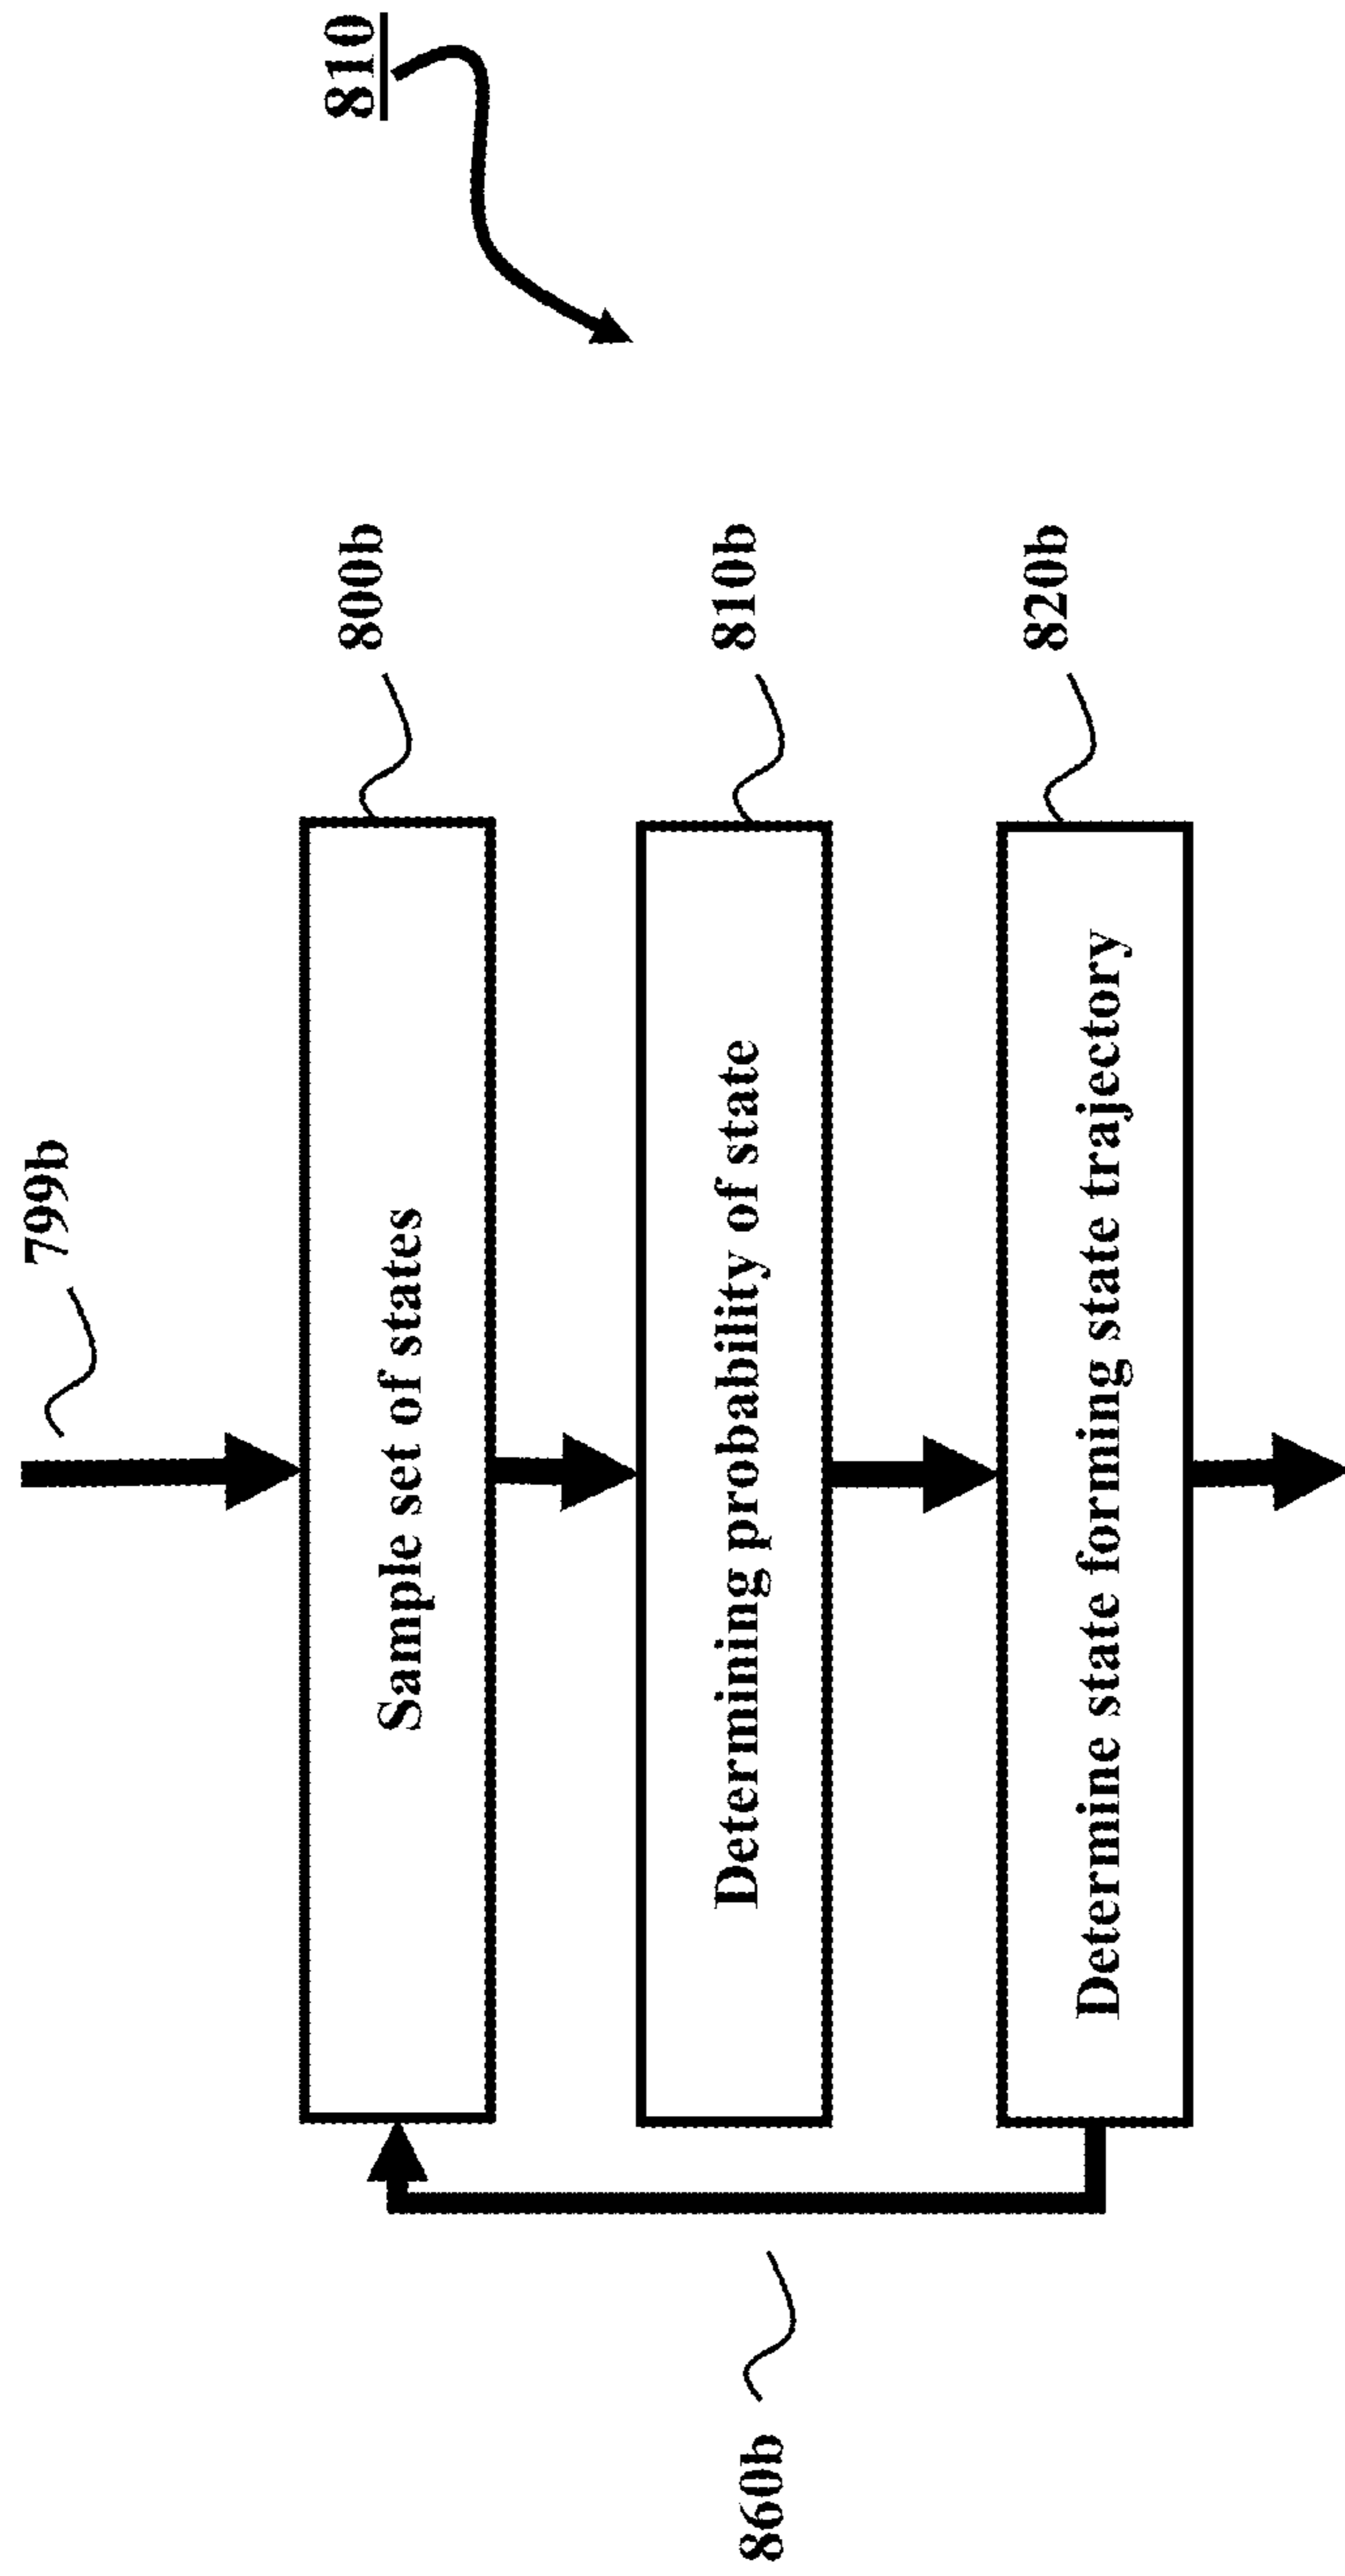 810
799b
800b
Sample set of states
810b
Determining probability of state
820b
Determine state forming state trajectory
860b